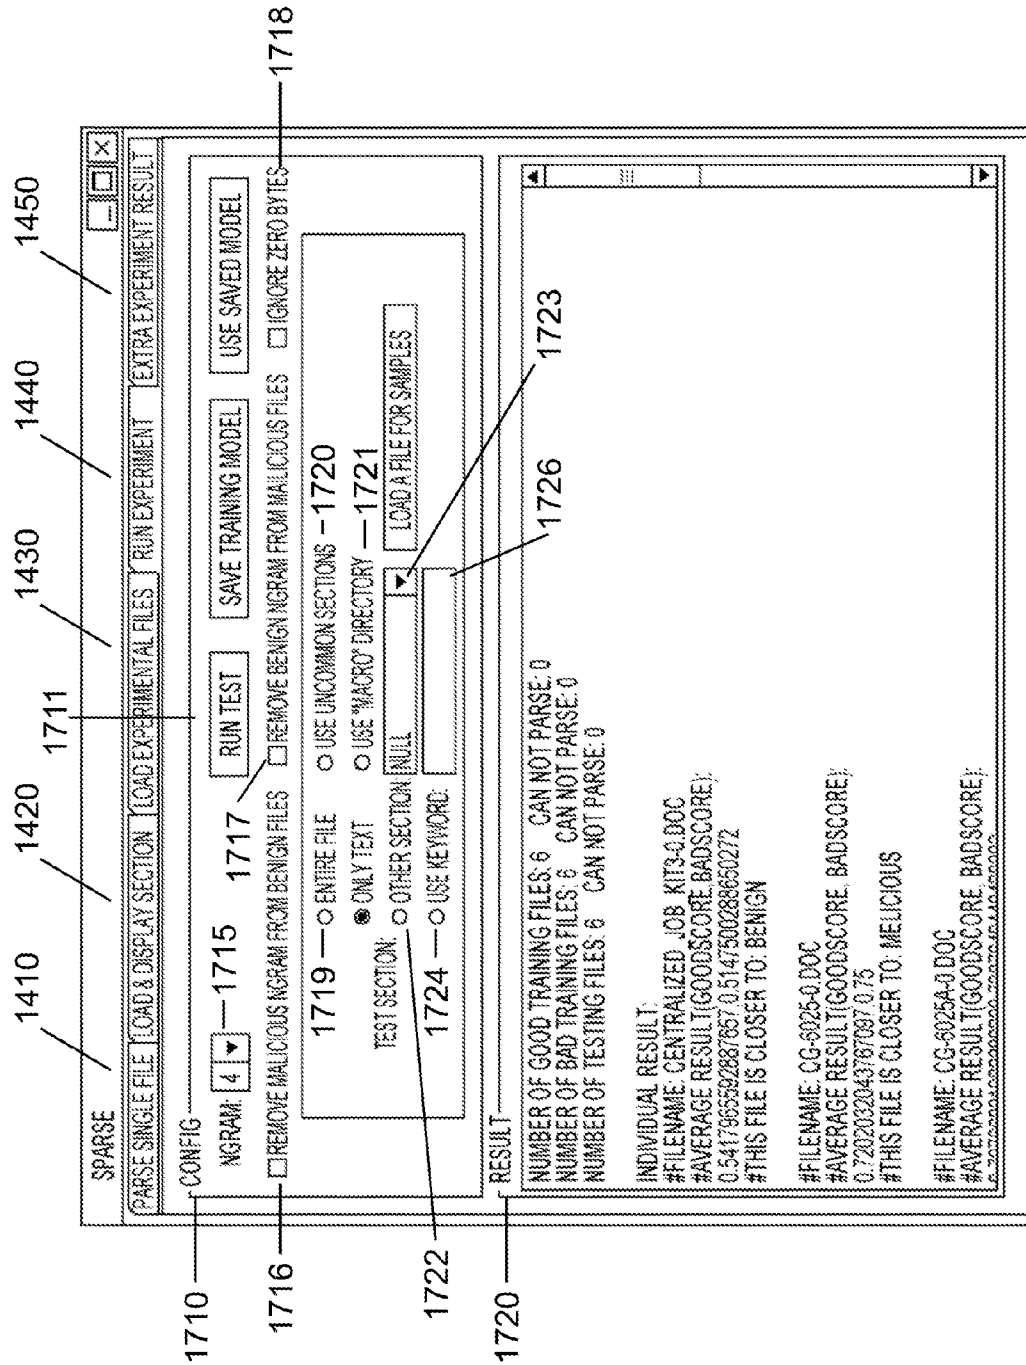 1410
1420
1430
1440
1450
SPARSE
PARSE SINGLE FILE
LOAD & DISPLAY SECTION
LOAD EXPERIMENTAL FILES
RUN EXPERIMENT
EXTRA EXPERIMENT RESULT
1710
CONFIG
1711
NGRAM:
4
1715
RUN TEST
SAVE TRAINING MODEL
USE SAVED MODEL
1716
REMOVE MALICIOUS NGRAM FROM BENIGN FILES
1717
REMOVE BENIGN NGRAM FROM MALICIOUS FILES
IGNORE ZERO BYTES
1718
1719
ENTIRE FILE
USE UNCOMMON SECTIONS
1720
TEST SECTION:
ONLY TEXT
USE "MACRO" DIRECTORY
1721
OTHER SECTION
NULL
LOAD A FILE FOR SAMPLES
1722
1723
1724
USE KEYWORD:
1726
1720
RESULT
NUMBER OF GOOD TRAINING FILES: 6 CAN NOT PARSE: 0
NUMBER OF BAD TRAINING FILES: 6 CAN NOT PARSE: 0
NUMBER OF TESTING FILES: 6 CAN NOT PARSE: 0
INDIVIDUAL RESULT:
#FILENAME: CENTRALIZED JOB KIT3-0.DOC
#AVERAGE RESULT(GOODSCORE,BADSCORE):
#THIS FILE IS CLOSER TO: BENIGN
#FILENAME: CG-6025-0.DOC
#AVERAGE RESULT(GOODSCORE, BADSCORE):
0.7202032043767097,0.75
#THIS FILE IS CLOSER TO: MELICIOUS
#FILENAME: CG-6025A-0.DOC
#AVERAGE RESULT(GOODSCORE, BADSCORE):